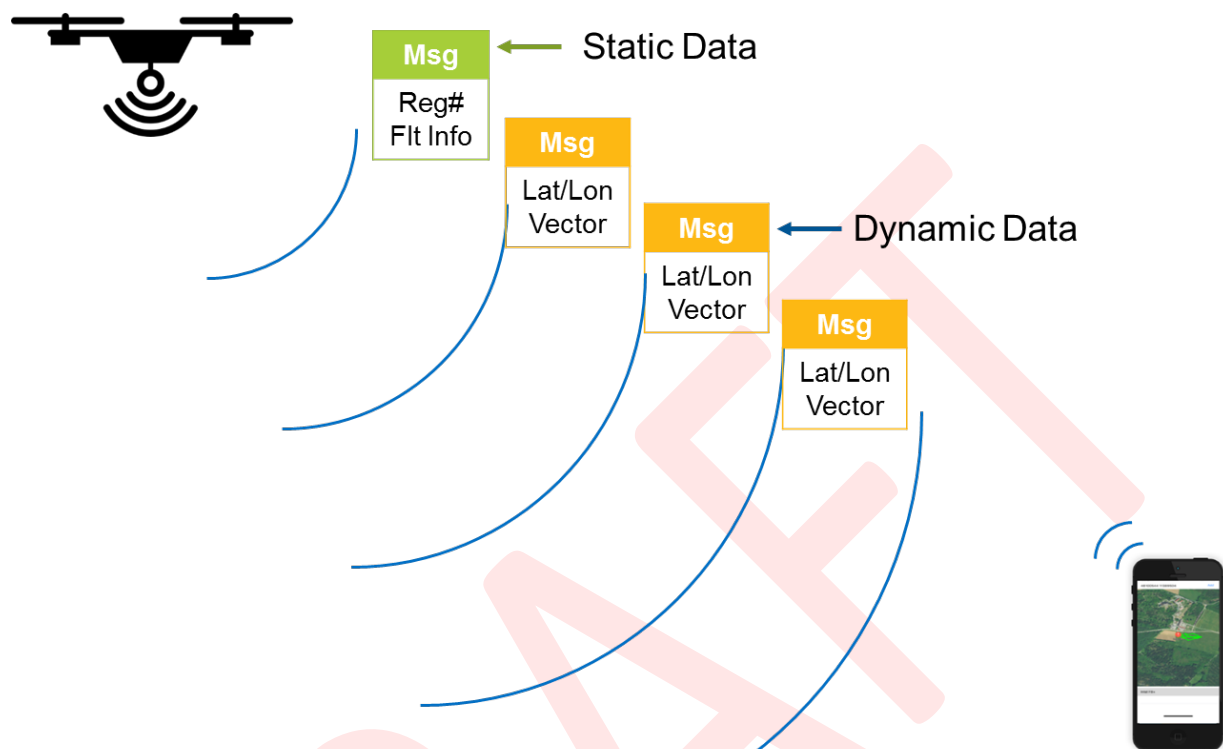 Msg
Static Data
Reg#
Flt Info
Msg
Lat/Lon
Vector
Msg
Dynamic Data
Lat/Lon
Vector
Msg
Lat/Lon
Vector
DRAFT